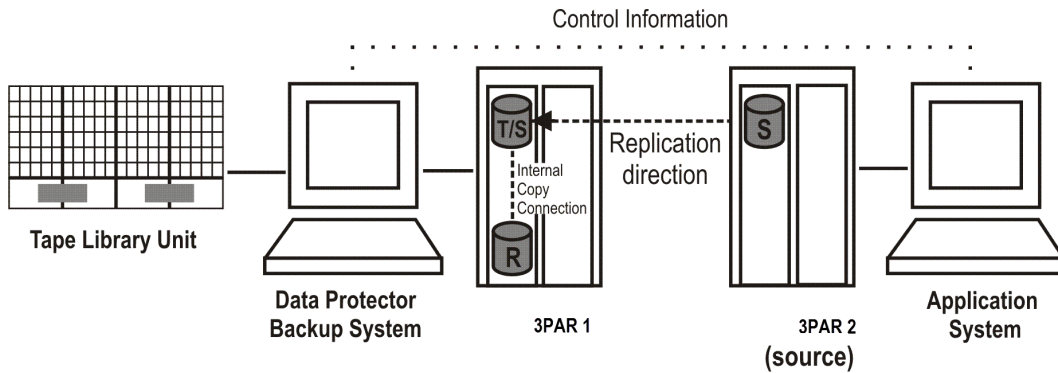 Control Information
T/S
S
Replication
direction
Internal
Copy
Connection
R
Tape Library Unit
Data Protector
Backup System
3PAR 1
3PAR 2
(source)
Application
System